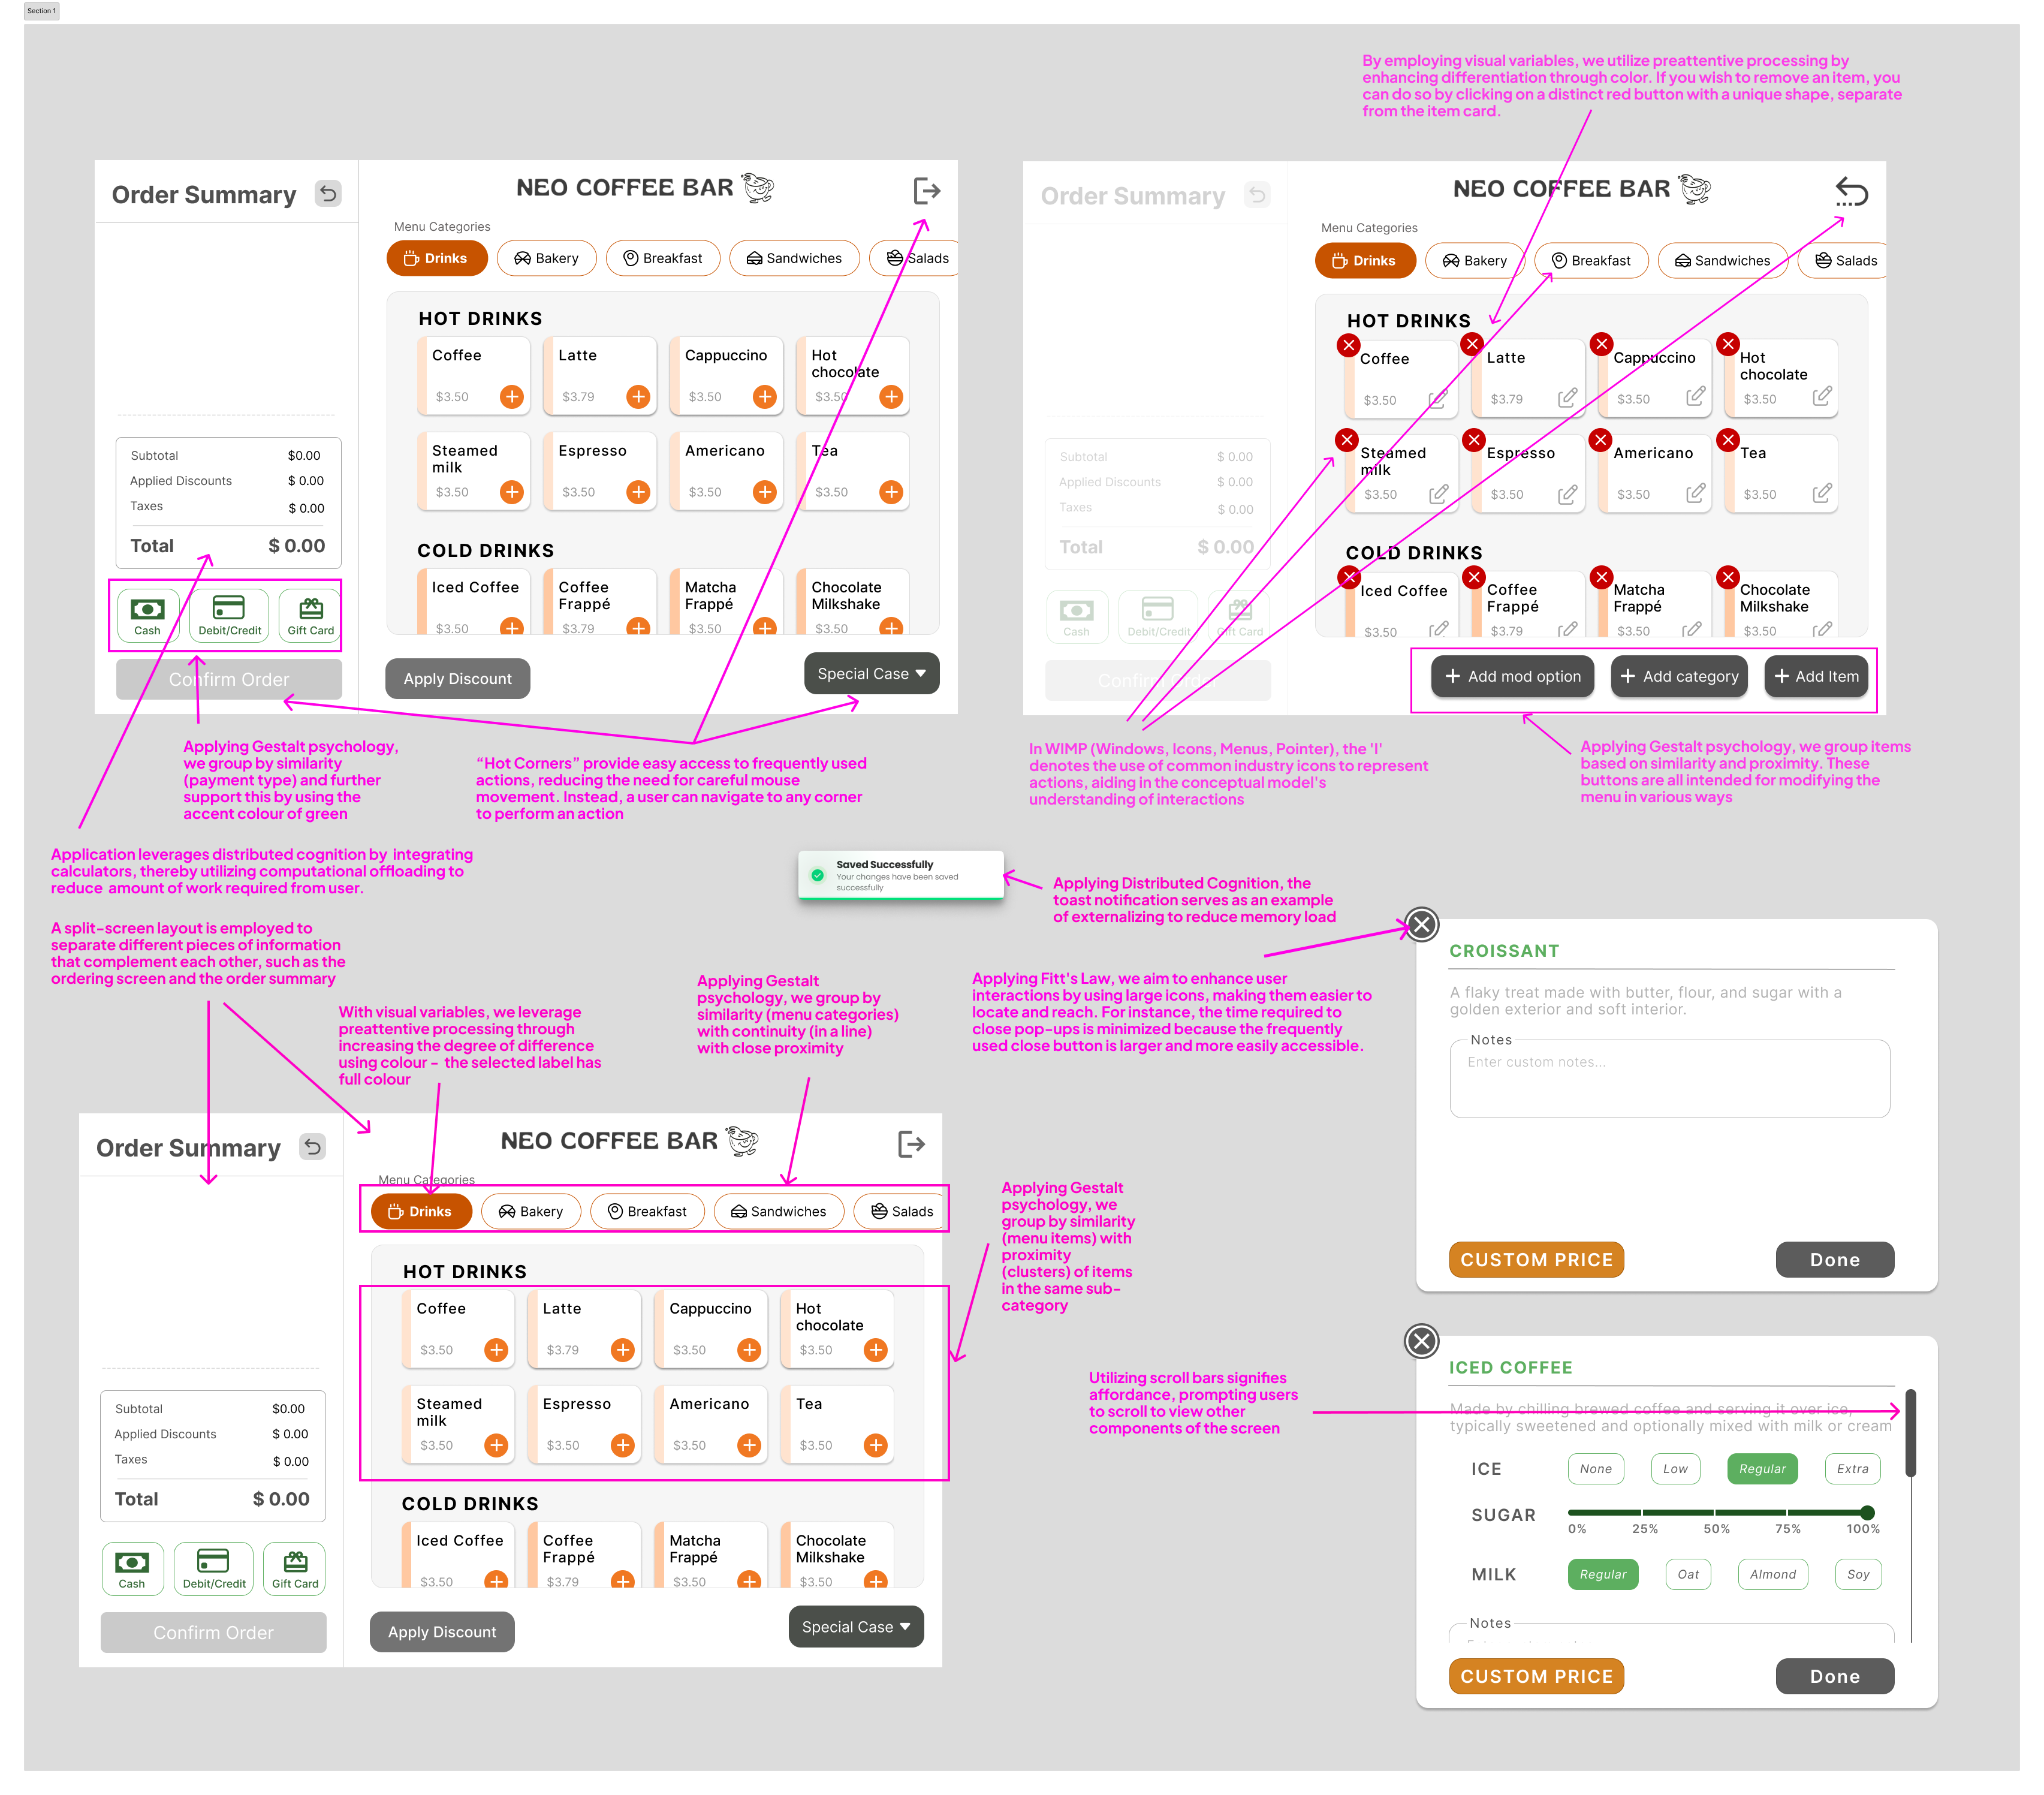 Section 1
By employing visual variables, we utilize preattentive processing by
enhancing differentiation through color. If you wish to remove an item, you
can do so by clicking on a distinct red button with a unique shape, separate
from the item card.
Order Summary
NEO COFFEE BAR
Menu Categories
Drinks
Bakery
Breakfast
Sandwiches
Salads
HOT DRINKS
Coffee
$3.50
Latte
$3.79
Cappuccino
$3.50
Hot
chocolate
$3.50
Steamed
milk
$3.50
Espresso
$3.50
Americano
$3.50
Tea
$3.50
COLD DRINKS
Iced Coffee
$3.50
Coffee
Frappé
$3.79
Matcha
Frappé
$3.50
Chocolate
Milkshake
$3.50
Subtotal $0.00
Applied Discounts $ 0.00
Taxes $ 0.00
Total $ 0.00
Cash
Debit/Credit
Gift Card
Confirm Order
Apply Discount
Special Case
Order Summary
NEO COFFEE BAR
Menu Categories
Drinks
Bakery
Breakfast
Sandwiches
Salads
HOT DRINKS
Coffee
$3.50
Latte
$3.79
Cappuccino
$3.50
Hot
chocolate
$3.50
Steamed
milk
$3.50
Espresso
$3.50
Americano
$3.50
Tea
$3.50
COLD DRINKS
Iced Coffee
$3.50
Coffee
Frappé
$3.79
Matcha
Frappé
$3.50
Chocolate
Milkshake
$3.50
Subtotal $ 0.00
Applied Discounts $ 0.00
Taxes $ 0.00
Total $ 0.00
Cash
Debit/Credit
Gift Card
Confirm Order
Add mod option
Add category
Add Item
Applying Gestalt psychology,
we group by similarity
(payment type) and further
support this by using the
accent colour of green
“Hot Corners” provide easy access to frequently used
actions, reducing the need for careful mouse
movement. Instead, a user can navigate to any corner
to perform an action
In WIMP (Windows, Icons, Menus, Pointer), the 'I'
denotes the use of common industry icons to represent
actions, aiding in the conceptual model's
understanding of interactions
Applying Gestalt psychology, we group items
based on similarity and proximity. These
buttons are all intended for modifying the
menu in various ways
Application leverages distributed cognition by integrating
calculators, thereby utilizing computational offloading to
reduce amount of work required from user.
Saved Successfully
Your changes have been saved
successfully
Applying Distributed Cognition, the
toast notification serves as an example
of externalizing to reduce memory load
A split-screen layout is employed to
separate different pieces of information
that complement each other, such as the
ordering screen and the order summary
With visual variables, we leverage
preattentive processing through
increasing the degree of difference
using colour - the selected label has
full colour
Applying Gestalt
psychology, we group by
similarity (menu categories)
with continuity (in a line)
with close proximity
Applying Fitt's Law, we aim to enhance user
interactions by using large icons, making them easier to
locate and reach. For instance, the time required to
close pop-ups is minimized because the frequently
used close button is larger and more easily accessible.
CROISSANT
A flaky treat made with butter, flour, and sugar with a
golden exterior and soft interior.
Notes
Enter custom notes...
CUSTOM PRICE
Done
Order Summary
NEO COFFEE BAR
Menu Categories
Drinks
Bakery
Breakfast
Sandwiches
Salads
HOT DRINKS
Coffee
$3.50
Latte
$3.79
Cappuccino
$3.50
Hot
chocolate
$3.50
Steamed
milk
$3.50
Espresso
$3.50
Americano
$3.50
Tea
$3.50
COLD DRINKS
Iced Coffee
$3.50
Coffee
Frappé
$3.79
Matcha
Frappé
$3.50
Chocolate
Milkshake
$3.50
Subtotal $0.00
Applied Discounts $ 0.00
Taxes $ 0.00
Total $ 0.00
Cash
Debit/Credit
Gift Card
Confirm Order
Apply Discount
Special Case
Applying Gestalt
psychology, we
group by similarity
(menu items) with
proximity
(clusters) of items
in the same sub-
category
Utilizing scroll bars signifies
affordance, prompting users
to scroll to view other
components of the screen
ICED COFFEE
Made by chilling brewed coffee and serving it over ice,
typically sweetened and optionally mixed with milk or cream
ICE
None
Low
Regular
Extra
SUGAR
0% 25% 50% 75% 100%
MILK
Regular
Oat
Almond
Soy
Notes
CUSTOM PRICE
Done